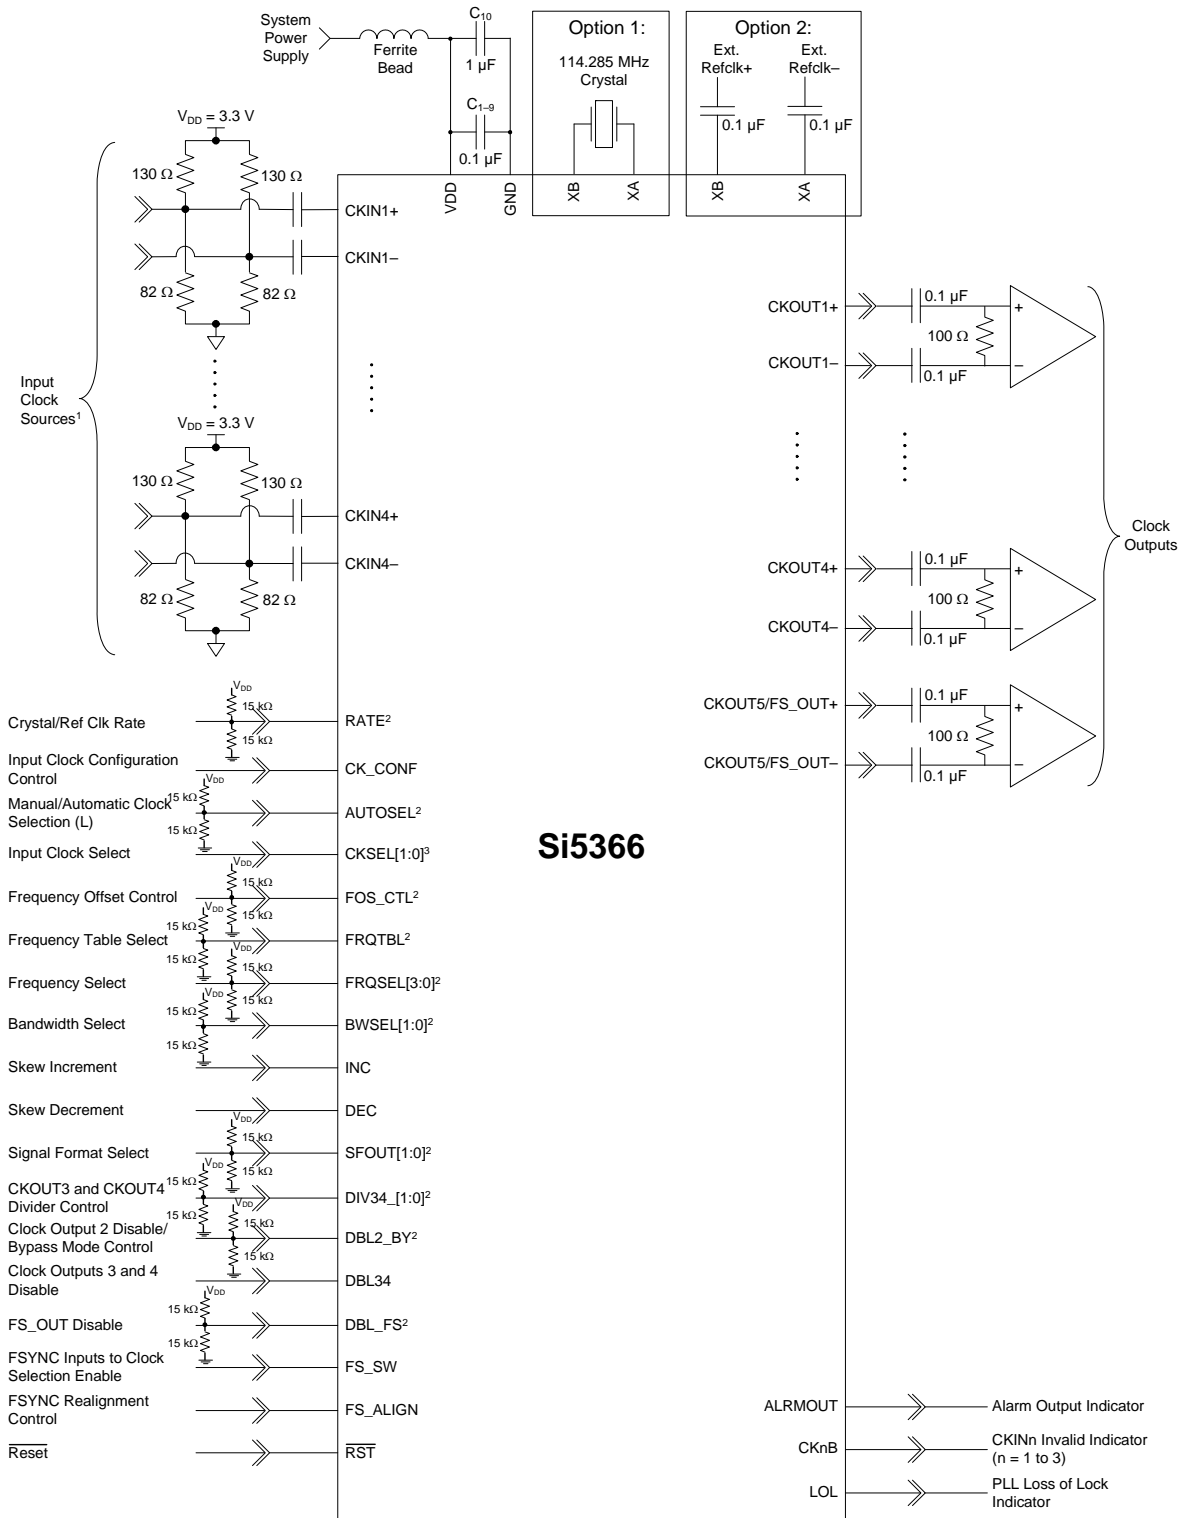 System
Power
Supply
Ferrite
Bead
C10
1 µF
C1–9
0.1 µF
Option 1:
114.285 MHz
Crystal
Option 2:
Ext.
Refclk+
Ext.
Refclk–
0.1 µF
0.1 µF
VDD
GND
XB
XA
XB
XA
VDD = 3.3 V
130 Ω
130 Ω
CKIN1+
CKIN1–
82 Ω
82 Ω
Input
Clock
Sources1
VDD = 3.3 V
130 Ω
130 Ω
CKIN4+
CKIN4–
82 Ω
82 Ω
CKOUT1+
0.1 µF
100 Ω
+
–
CKOUT1–
0.1 µF
CKOUT4+
0.1 µF
100 Ω
+
–
CKOUT4–
0.1 µF
CKOUT5/FS_OUT+
0.1 µF
100 Ω
+
–
CKOUT5/FS_OUT–
0.1 µF
Clock
Outputs
Si5366
VDD
15 kΩ
Crystal/Ref Clk Rate
RATE2
15 kΩ
Input Clock Configuration
Control
CK_CONF
VDD
15 kΩ
Manual/Automatic Clock
Selection (L)
AUTOSEL2
15 kΩ
Input Clock Select
CKSEL[1:0]3
VDD
15 kΩ
Frequency Offset Control
FOS_CTL2
15 kΩ
VDD
15 kΩ
Frequency Table Select
FRQTBL2
15 kΩ
VDD
15 kΩ
Frequency Select
FRQSEL[3:0]2
15 kΩ
VDD
15 kΩ
Bandwidth Select
BWSEL[1:0]2
15 kΩ
Skew Increment
INC
Skew Decrement
DEC
VDD
15 kΩ
Signal Format Select
SFOUT[1:0]2
15 kΩ
VDD
15 kΩ
CKOUT3 and CKOUT4
Divider Control
DIV34_[1:0]2
15 kΩ
VDD
15 kΩ
Clock Output 2 Disable/
Bypass Mode Control
DBL2_BY2
15 kΩ
Clock Outputs 3 and 4
Disable
DBL34
VDD
15 kΩ
FS_OUT Disable
DBL_FS2
15 kΩ
FSYNC Inputs to Clock
Selection Enable
FS_SW
FSYNC Realignment
Control
FS_ALIGN
Reset
RST
ALRMOUT
Alarm Output Indicator
CKnB
CKINn Invalid Indicator
(n = 1 to 3)
LOL
PLL Loss of Lock
Indicator